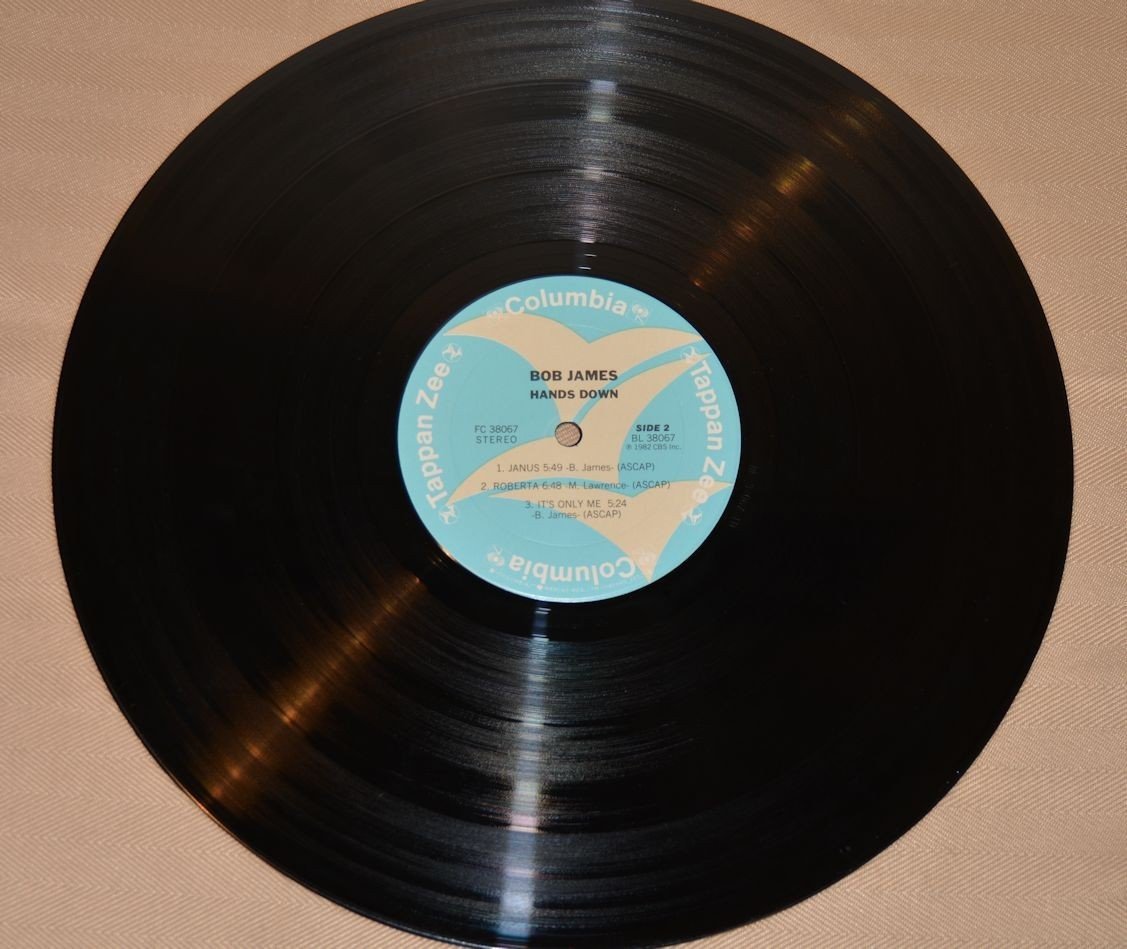 Columbia
Tappan Zee
Tappan Zee
BOB JAMES
HANDS DOWN
FC 38067
STEREO
SIDE 2
BL 38067
℗ 1982 CBS Inc.
1. JANUS 5:49 -B. James- (ASCAP)
2. ROBERTA 6:48 -M. Lawrence- (ASCAP)
3. IT'S ONLY ME 5:24
-B. James- (ASCAP)
Columbia